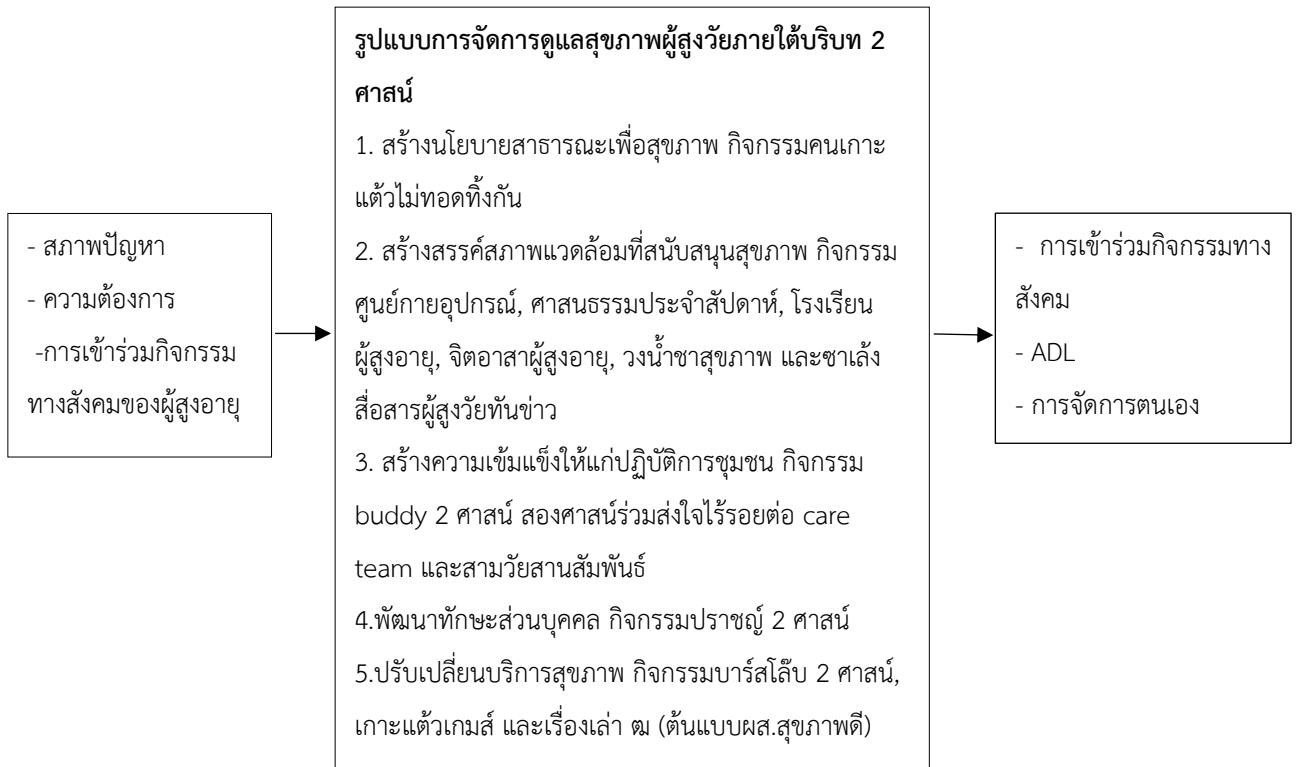 - สภาพปัญหา
- ความต้องการ
-การเข้าร่วมกิจกรรม
ทางสังคมของผู้สูงอายุ
รูปแบบการจัดการดูแลสุขภาพผู้สูงวัยภายใต้บริบท 2
ศาสน์
1. สร้างนโยบายสาธารณะเพื่อสุขภาพ กิจกรรมคนเกาะ
แต้วไม่ทอดทิ้งกัน
2. สร้างสรรค์สภาพแวดล้อมที่สนับสนุนสุขภาพ กิจกรรม
ศูนย์กายอุปกรณ์, ศาสนธรรมประจำสัปดาห์, โรงเรียน
ผู้สูงอายุ, จิตอาสาผู้สูงอายุ, วงน้ำชาสุขภาพ และซาเล้ง
สื่อสารผู้สูงวัยทันข่าว
3. สร้างความเข้มแข็งให้แก่ปฏิบัติการชุมชน กิจกรรม
buddy 2 ศาสน์ สองศาสน์ร่วมส่งใจไร้รอยต่อ care
team และสามวัยสานสัมพันธ์
4.พัฒนาทักษะส่วนบุคคล กิจกรรมปราชญ์ 2 ศาสน์
5.ปรับเปลี่ยนบริการสุขภาพ กิจกรรมบาร์สโล๊บ 2 ศาสน์,
เกาะแต้วเกมส์ และเรื่องเล่า ฒ (ต้นแบบผส.สุขภาพดี)
- การเข้าร่วมกิจกรรมทาง
สังคม
- ADL
- การจัดการตนเอง